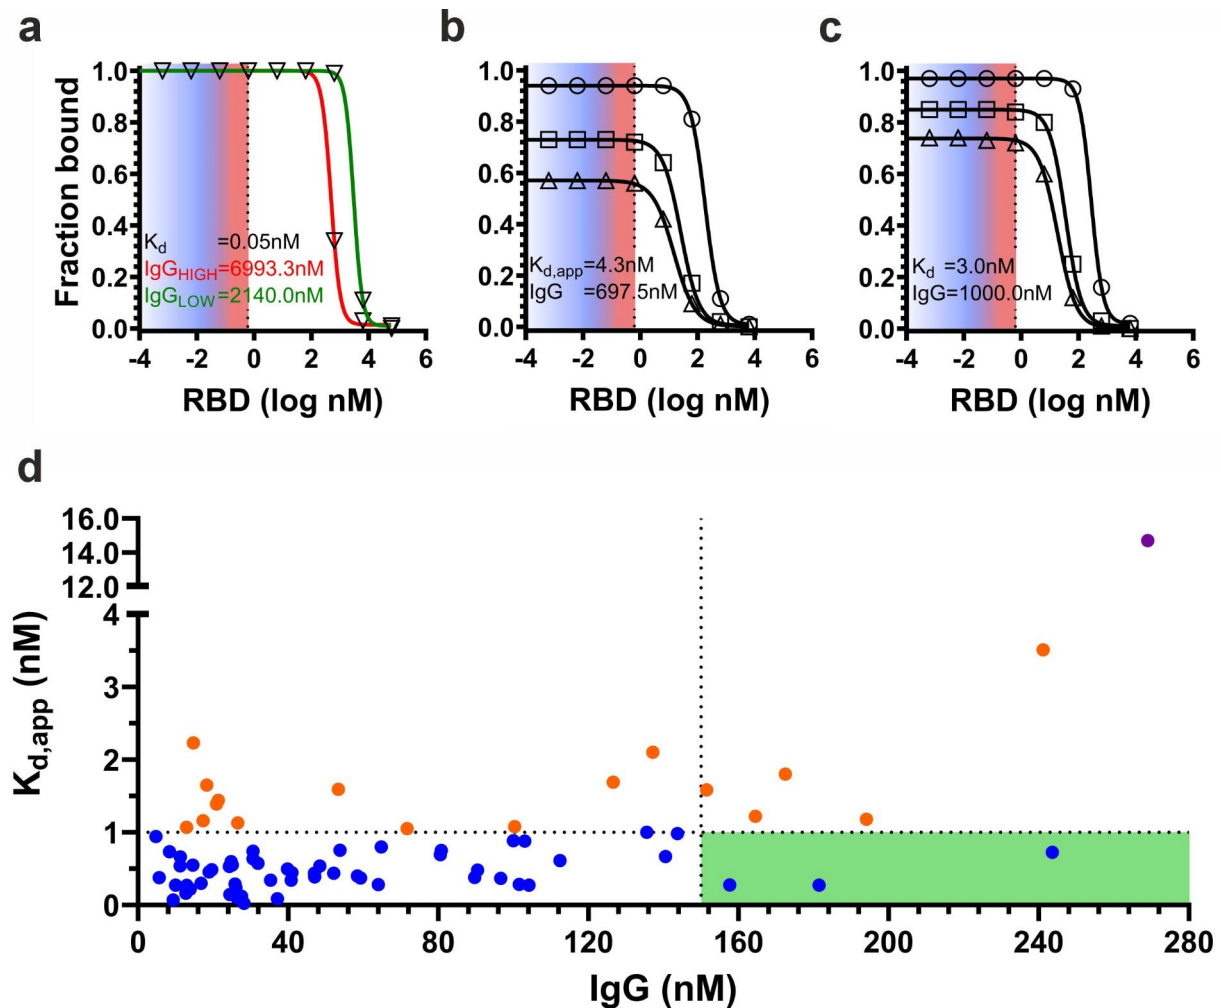 a
b
c
1.0
0.8
0.6
0.4
0.2
0.0
Fraction bound
Kd =0.05nM
IgGHIGH=6993.3nM
IgGLOW=2140.0nM
-4 -2 0 2 4 6
RBD (log nM)
1.0
0.8
0.6
0.4
0.2
0.0
Kd,app=4.3nM
IgG =697.5nM
-4 -2 0 2 4 6
RBD (log nM)
1.0
0.8
0.6
0.4
0.2
0.0
Kd =3.0nM
IgG=1000.0nM
-4 -2 0 2 4 6
RBD (log nM)
d
16.0
14.0
12.0
4
3
2
1
0
Kd,app (nM)
0 40 80 120 160 200 240 280
IgG (nM)